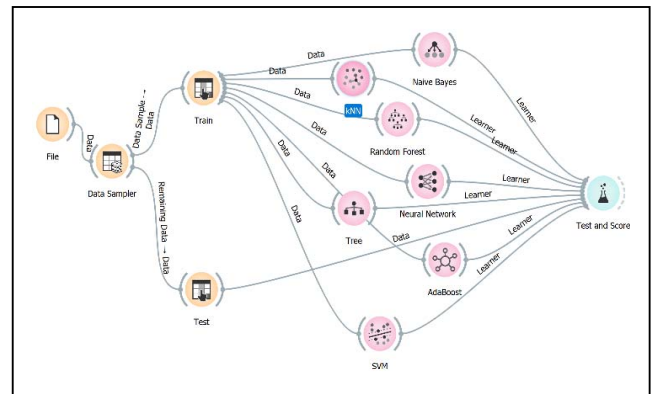 Data
Naive Bayes
Data
Data Sample →
Data
Data
Learner
Train
kNN
Learner
File
Data
Data
Random Forest
Learner
Data Sampler
Data
Data
Learner
Neural Network
Learner
Test and Score
Remaining Data → Data
Data
Tree
Data
Learner
AdaBoost
Learner
Test
SVM